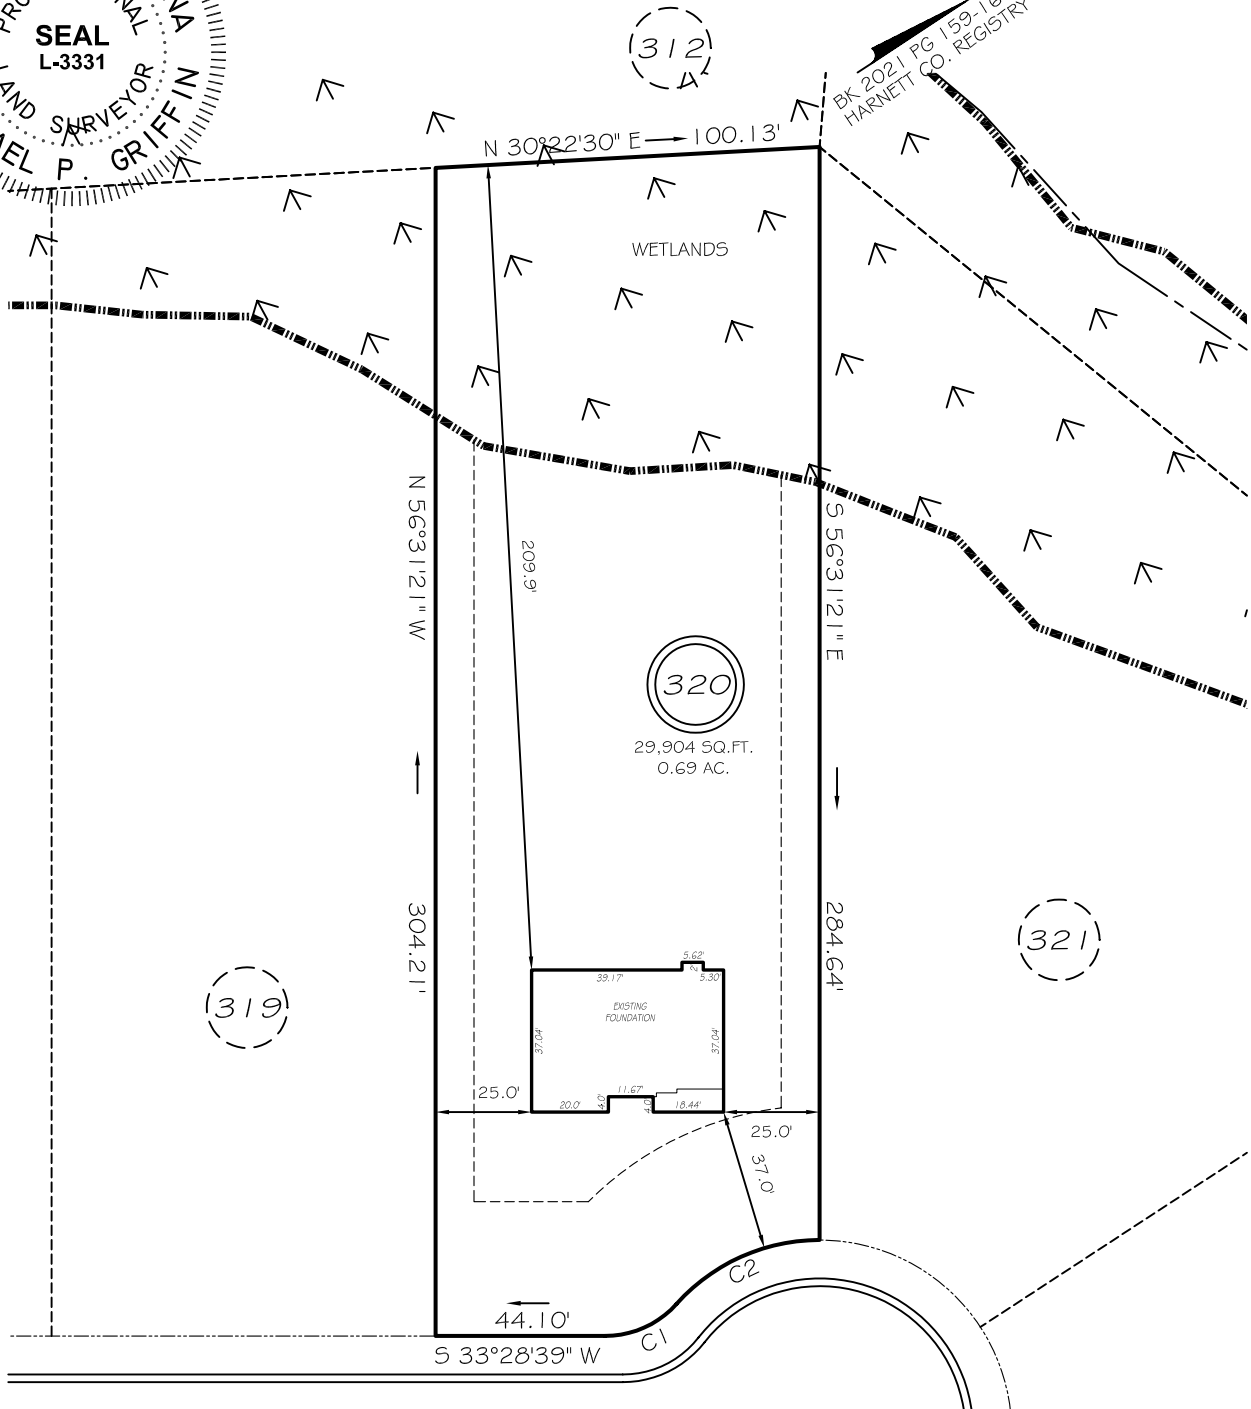 SEAL
L-3331
LAND SURVEYOR
P. GRIFFIN
312
BK 2021 PG 159-16
HARNETT CO. REGISTRY
N 30°22'30" E 100.13'
WETLANDS
N 56°31'21" W
304.21'
209.9'
S 56°31'21" E
284.64'
320
29,904 SQ.FT.
0.69 AC.
319
321
5.62'
2'
39.17'
5.30'
EXISTING
FOUNDATION
37.04'
37.04'
25.0'
11.67'
20.0'
4.0'
4.0'
18.44'
25.0'
37.0'
C2
44.10'
C1
S 33°28'39" W